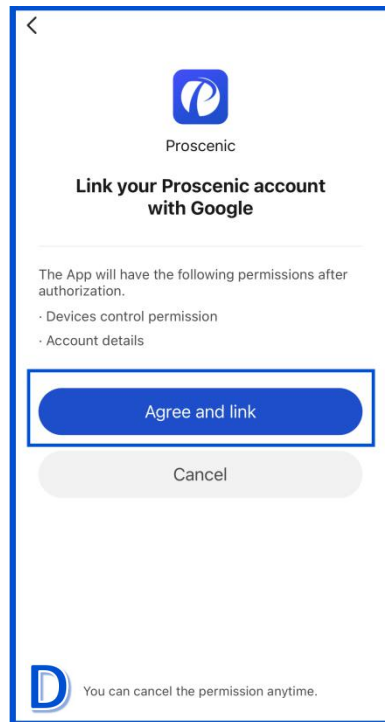 Proscenic
Link your Proscenic account
with Google
The App will have the following permissions after
authorization.
· Devices control permission
· Account details
Agree and link
Cancel
D
You can cancel the permission anytime.